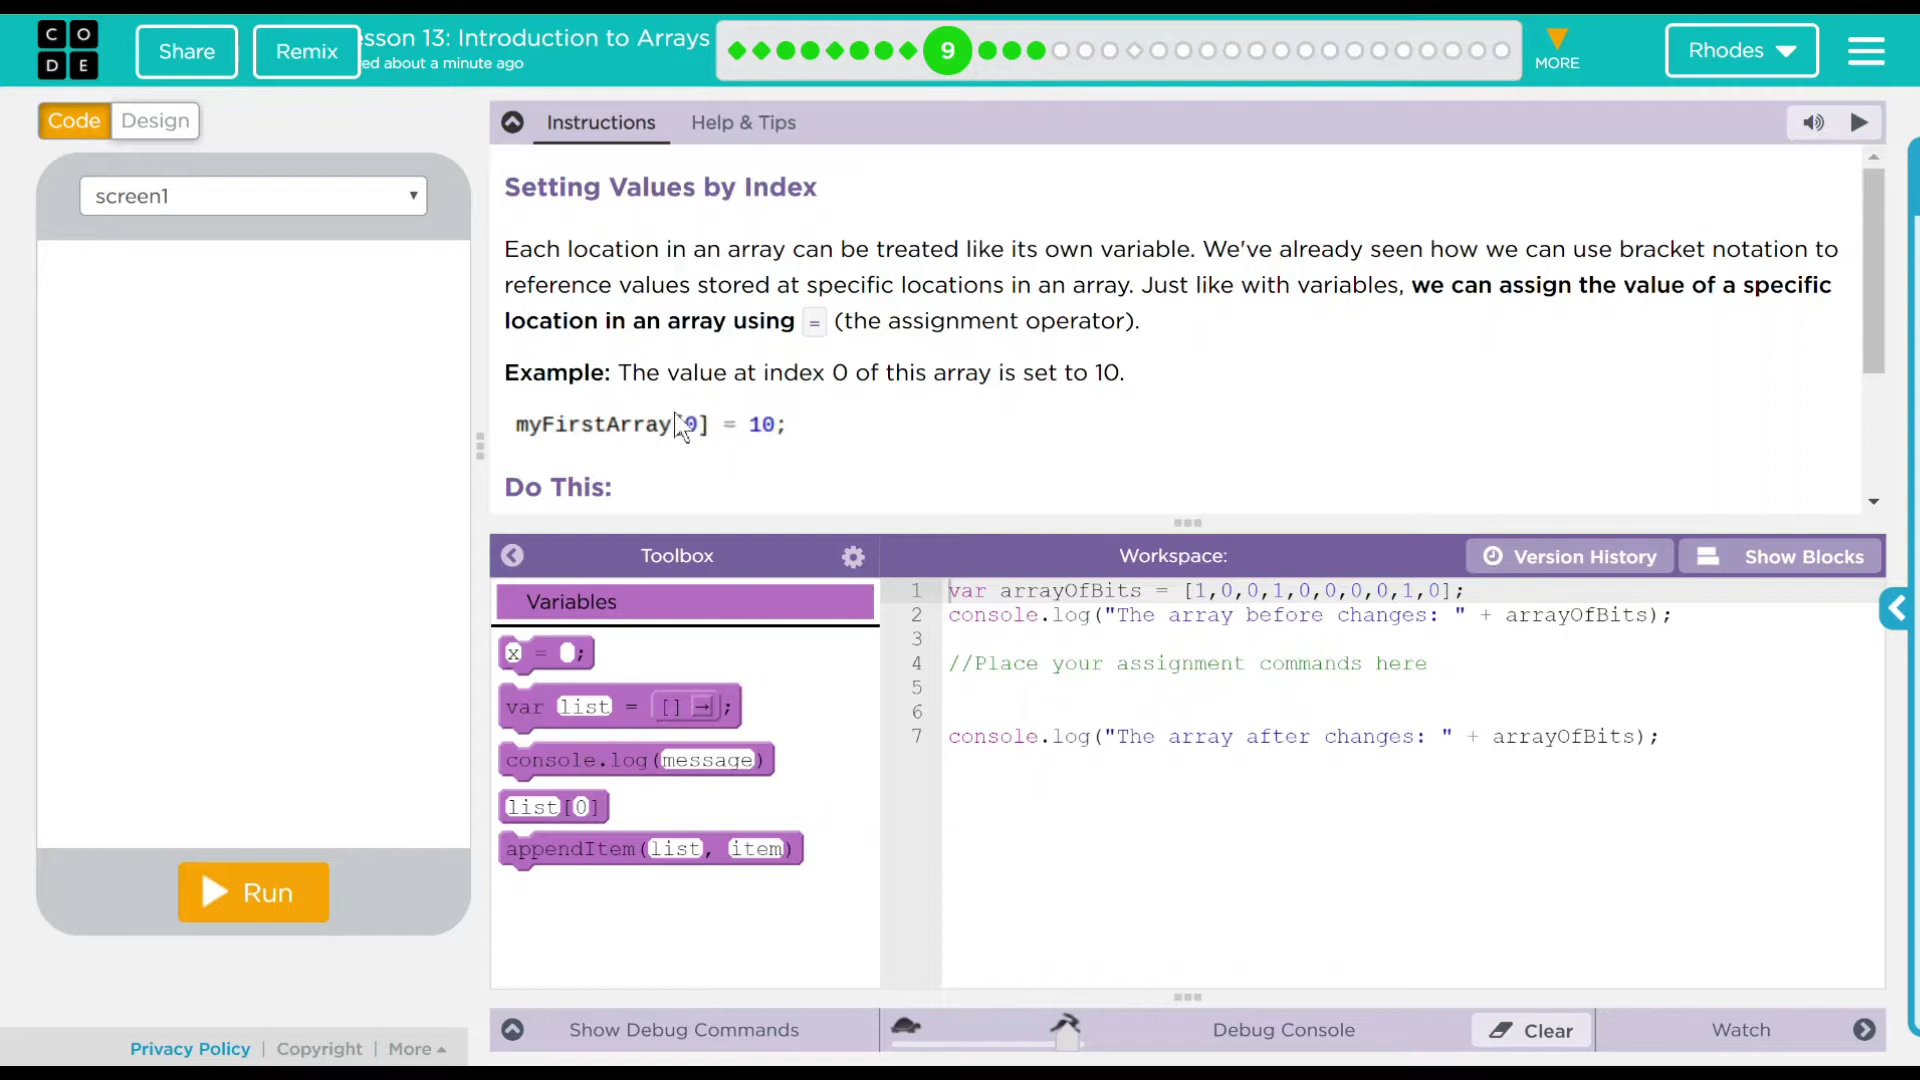 C O
D E
Share
Remix
sson 13: Introduction to Arrays
ed about a minute ago
9
MORE
Rhodes
Code
Design
screen1
Run
Instructions
Help & Tips
Setting Values by Index
Each location in an array can be treated like its own variable. We've already seen how we can use bracket notation to
reference values stored at specific locations in an array. Just like with variables, we can assign the value of a specific
location in an array using = (the assignment operator).
Example: The value at index 0 of this array is set to 10.
myFirstArray[0] = 10;
Do This:
Toolbox
Variables
x = ;
var list = [] → ;
console.log(message)
list[0]
appendItem(list, item)
Workspace:
Version History
Show Blocks
1 var arrayOfBits = [1,0,0,1,0,0,0,0,1,0];
2 console.log("The array before changes: " + arrayOfBits);
3
4 //Place your assignment commands here
5
6
7 console.log("The array after changes: " + arrayOfBits);
Show Debug Commands
Debug Console
Clear
Watch
Privacy Policy | Copyright | More